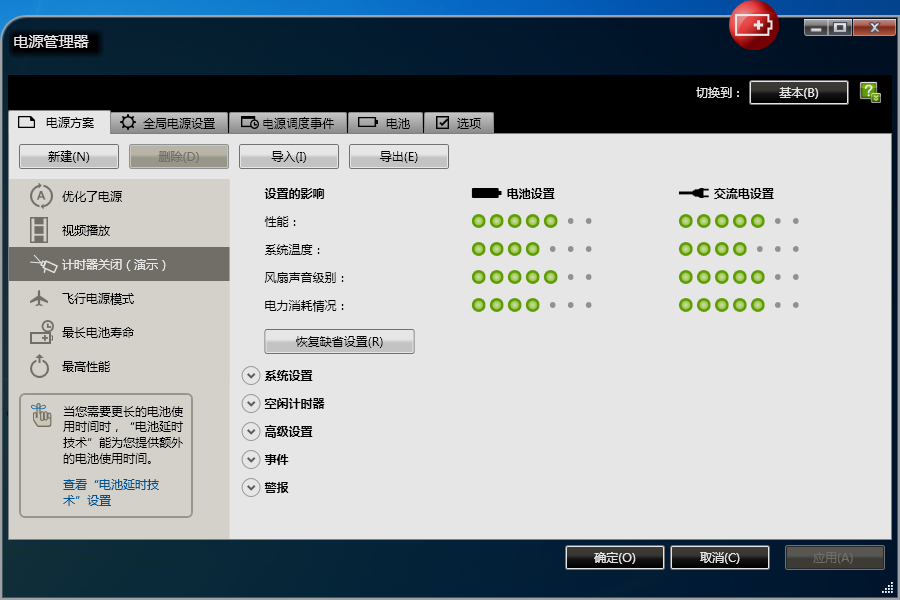 电源管理器
切换到：
基本(B)
电源方案
全局电源设置
电源调度事件
电池
选项
新建(N)
删除(D)
导入(I)
导出(E)
优化了电源
视频播放
计时器关闭（演示）
飞行电源模式
最长电池寿命
最高性能
当您需要更长的电池使
用时间时，“电池延时
技术”能为您提供额外
的电池使用时间。
查看“电池延时技
术”设置
设置的影响
电池设置
交流电设置
性能：
系统温度：
风扇声音级别：
电力消耗情况：
恢复缺省设置(R)
系统设置
空闲计时器
高级设置
事件
警报
确定(O)
取消(C)
应用(A)